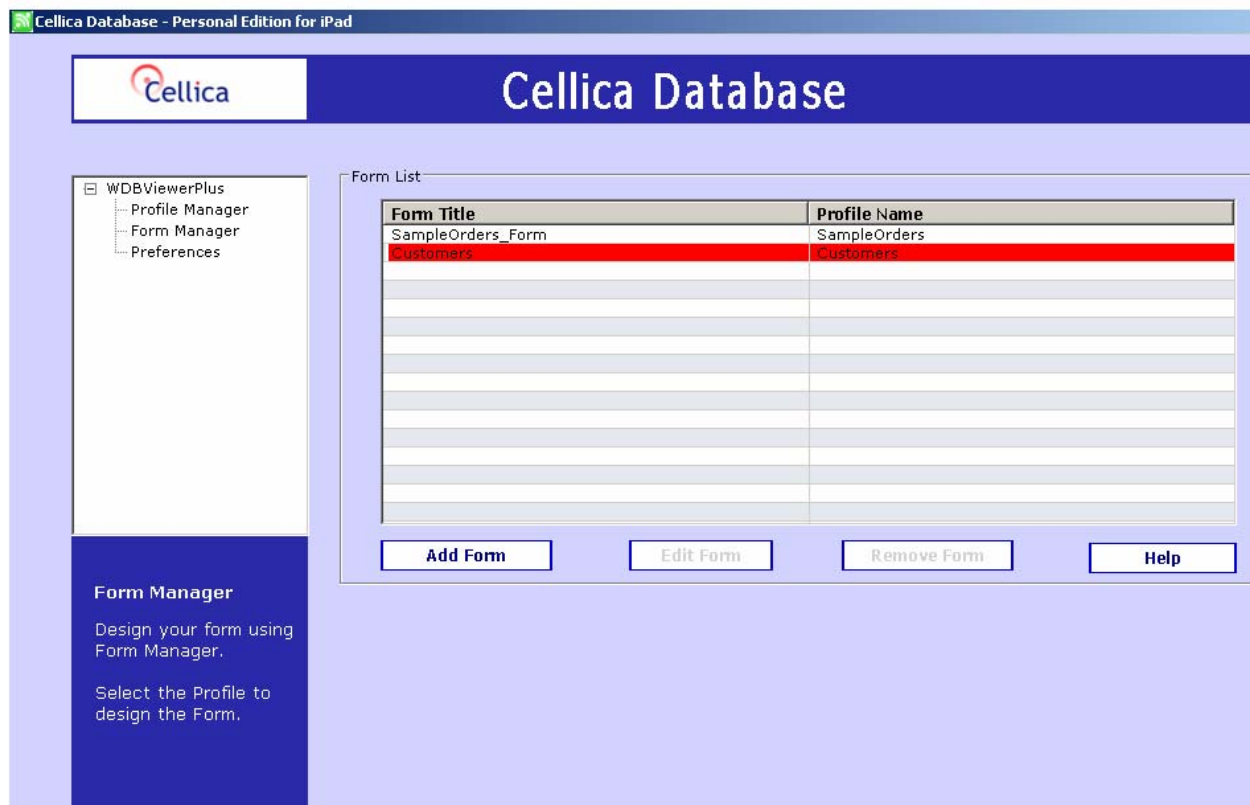 Cellica Database - Personal Edition for iPad
Cellica
Cellica Database
WDBViewerPlus
Profile Manager
Form Manager
Preferences
Form List
Form Title Profile Name
SampleOrders_Form SampleOrders
Customers Customers
Add Form Edit Form Remove Form Help
Form Manager
Design your form using
Form Manager.
Select the Profile to
design the Form.